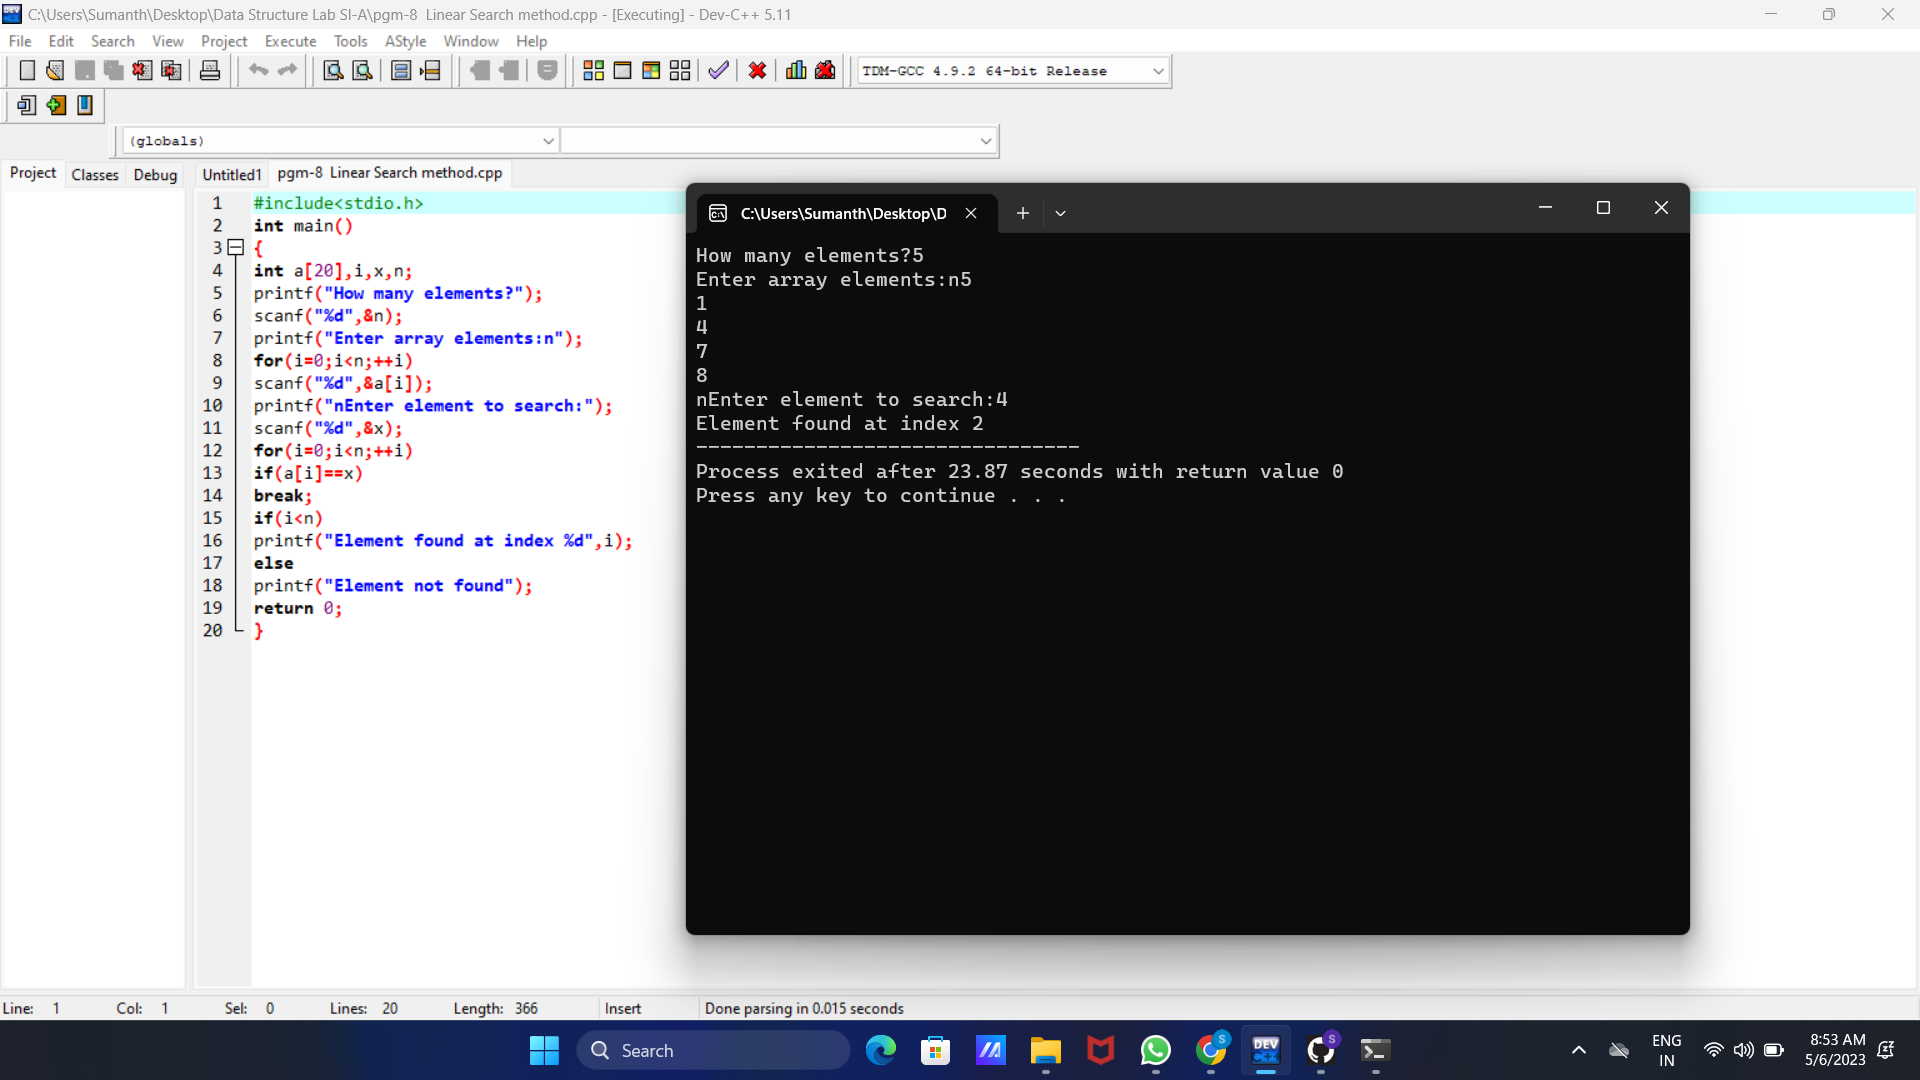 C:\Users\Sumanth\Desktop\Data Structure Lab SI-A\pgm-8  Linear Search method.cpp - [Executing] - Dev-C++ 5.11
File Edit Search View Project Execute Tools AStyle Window Help
TDM-GCC 4.9.2 64-bit Release
(globals)
Project Classes Debug Untitled1 pgm-8  Linear Search method.cpp
1 #include<stdio.h>
2 int main()
3 {
4 int a[20],i,x,n;
5 printf("How many elements?");
6 scanf("%d",&n);
7 printf("Enter array elements:n");
8 for(i=0;i<n;++i)
9 scanf("%d",&a[i]);
10 printf("nEnter element to search:");
11 scanf("%d",&x);
12 for(i=0;i<n;++i)
13 if(a[i]==x)
14 break;
15 if(i<n)
16 printf("Element found at index %d",i);
17 else
18 printf("Element not found");
19 return 0;
20 }
C:\Users\Sumanth\Desktop\D
How many elements?5
Enter array elements:n5
1
4
7
8
nEnter element to search:4
Element found at index 2
--------------------------------
Process exited after 23.87 seconds with return value 0
Press any key to continue . . .
Line: 1 Col: 1 Sel: 0 Lines: 20 Length: 366 Insert Done parsing in 0.015 seconds
Search
DEV C++
S
S
ENG
IN
8:53 AM
5/6/2023